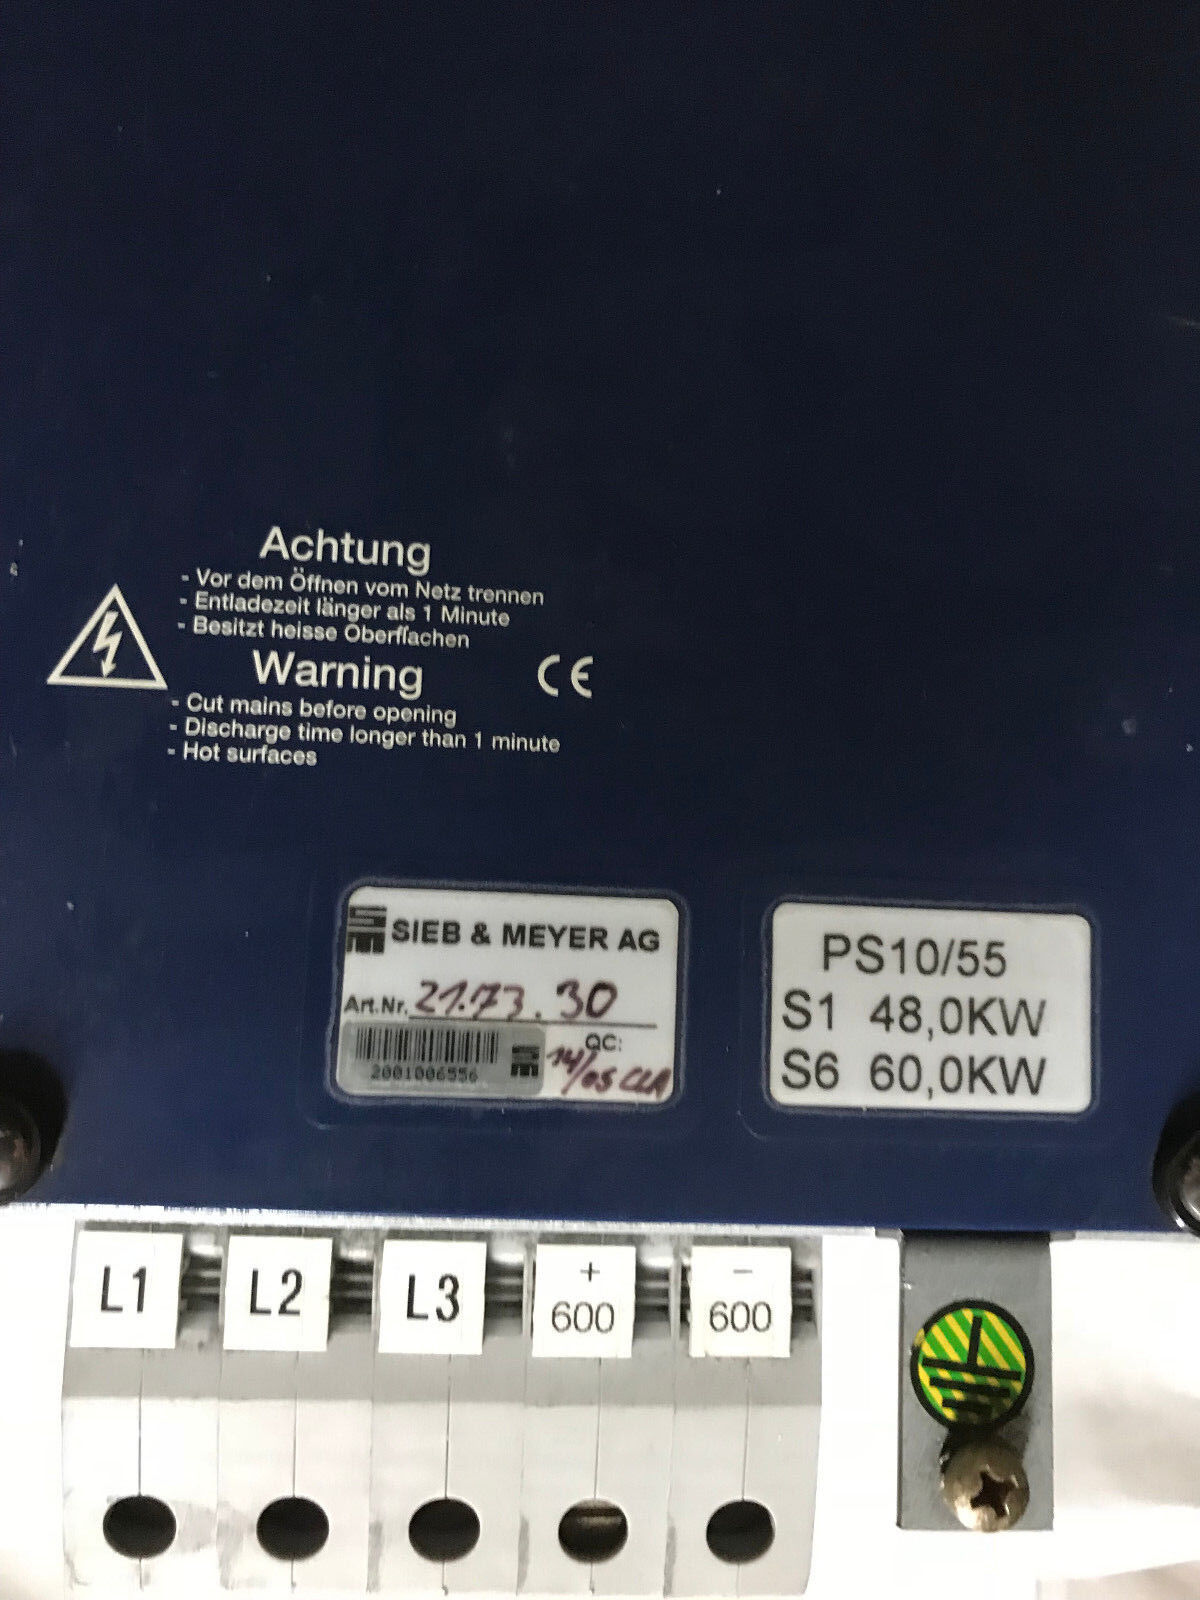 Achtung
- Vor dem Öffnen vom Netz trennen
- Entladezeit länger als 1 Minute
- Besitzt heisse Oberflachen
Warning
CE
- Cut mains before opening
- Discharge time longer than 1 minute
- Hot surfaces
SIEB & MEYER AG
Art.Nr. 21.73.30
QC:
14/05 CLA
2001006556
PS10/55
S1 48,0KW
S6 60,0KW
L1
L2
L3
+
600
–
600